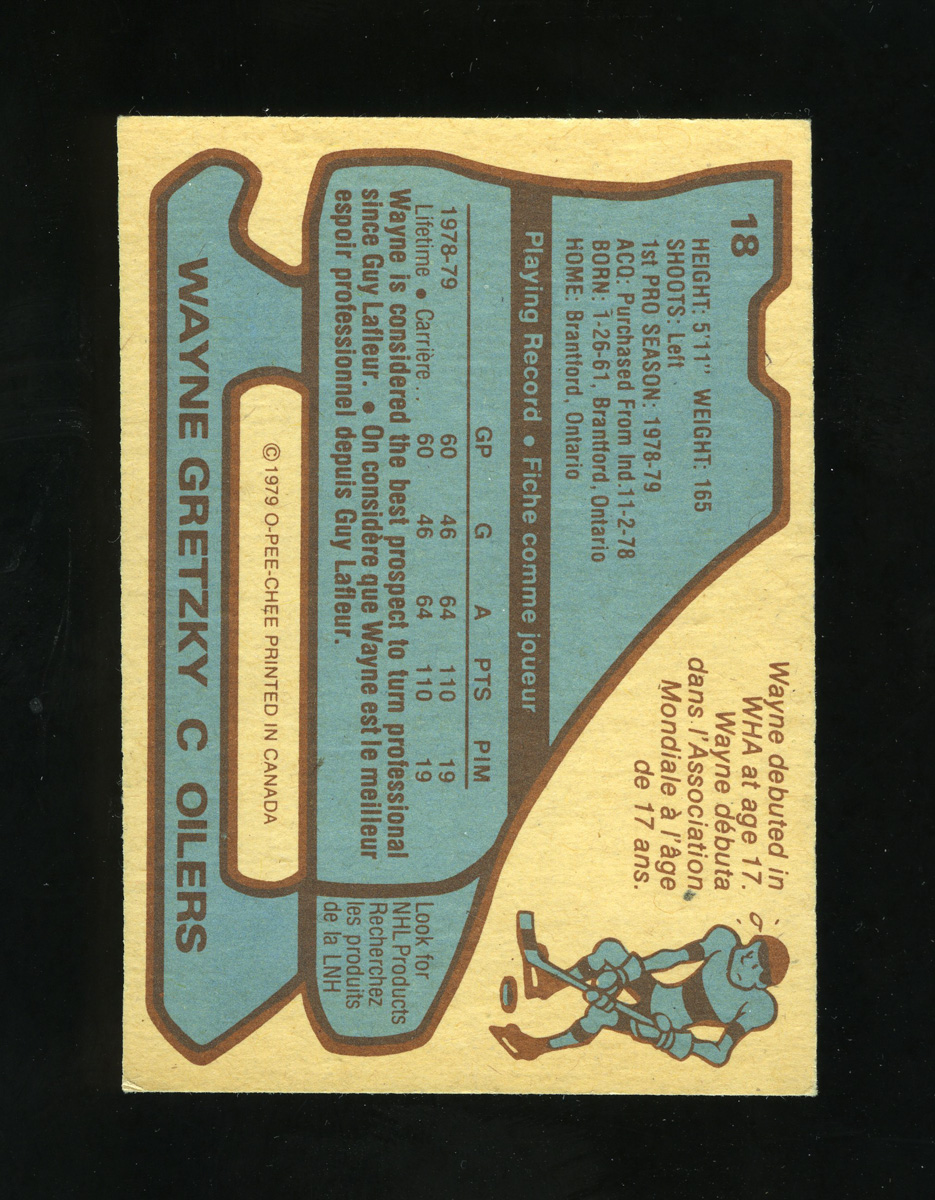 18
HEIGHT: 5'11" WEIGHT: 165
SHOOTS: Left
1st PRO SEASON: 1978-79
ACQ: Purchased From Ind.11-2-78
BORN: 1-26-61, Brantford, Ontario
HOME: Brantford, Ontario
Wayne debuted in
WHA at age 17.
Wayne débuta
dans l'Association
Mondiale à l'âge
de 17 ans.
Playing Record • Fiche comme joueur
GP G A PTS PIM
1978-79 60 46 64 110 19
Lifetime • Carrière . . 60 46 64 110 19
Wayne is considered the best prospect to turn professional
since Guy Lafleur. • On considère que Wayne est le meilleur
espoir professionnel depuis Guy Lafleur.
Look for
NHL Products
Recherchez
les produits
de la LNH
© 1979 O-PEE-CHEE PRINTED IN CANADA
WAYNE GRETZKY C OILERS